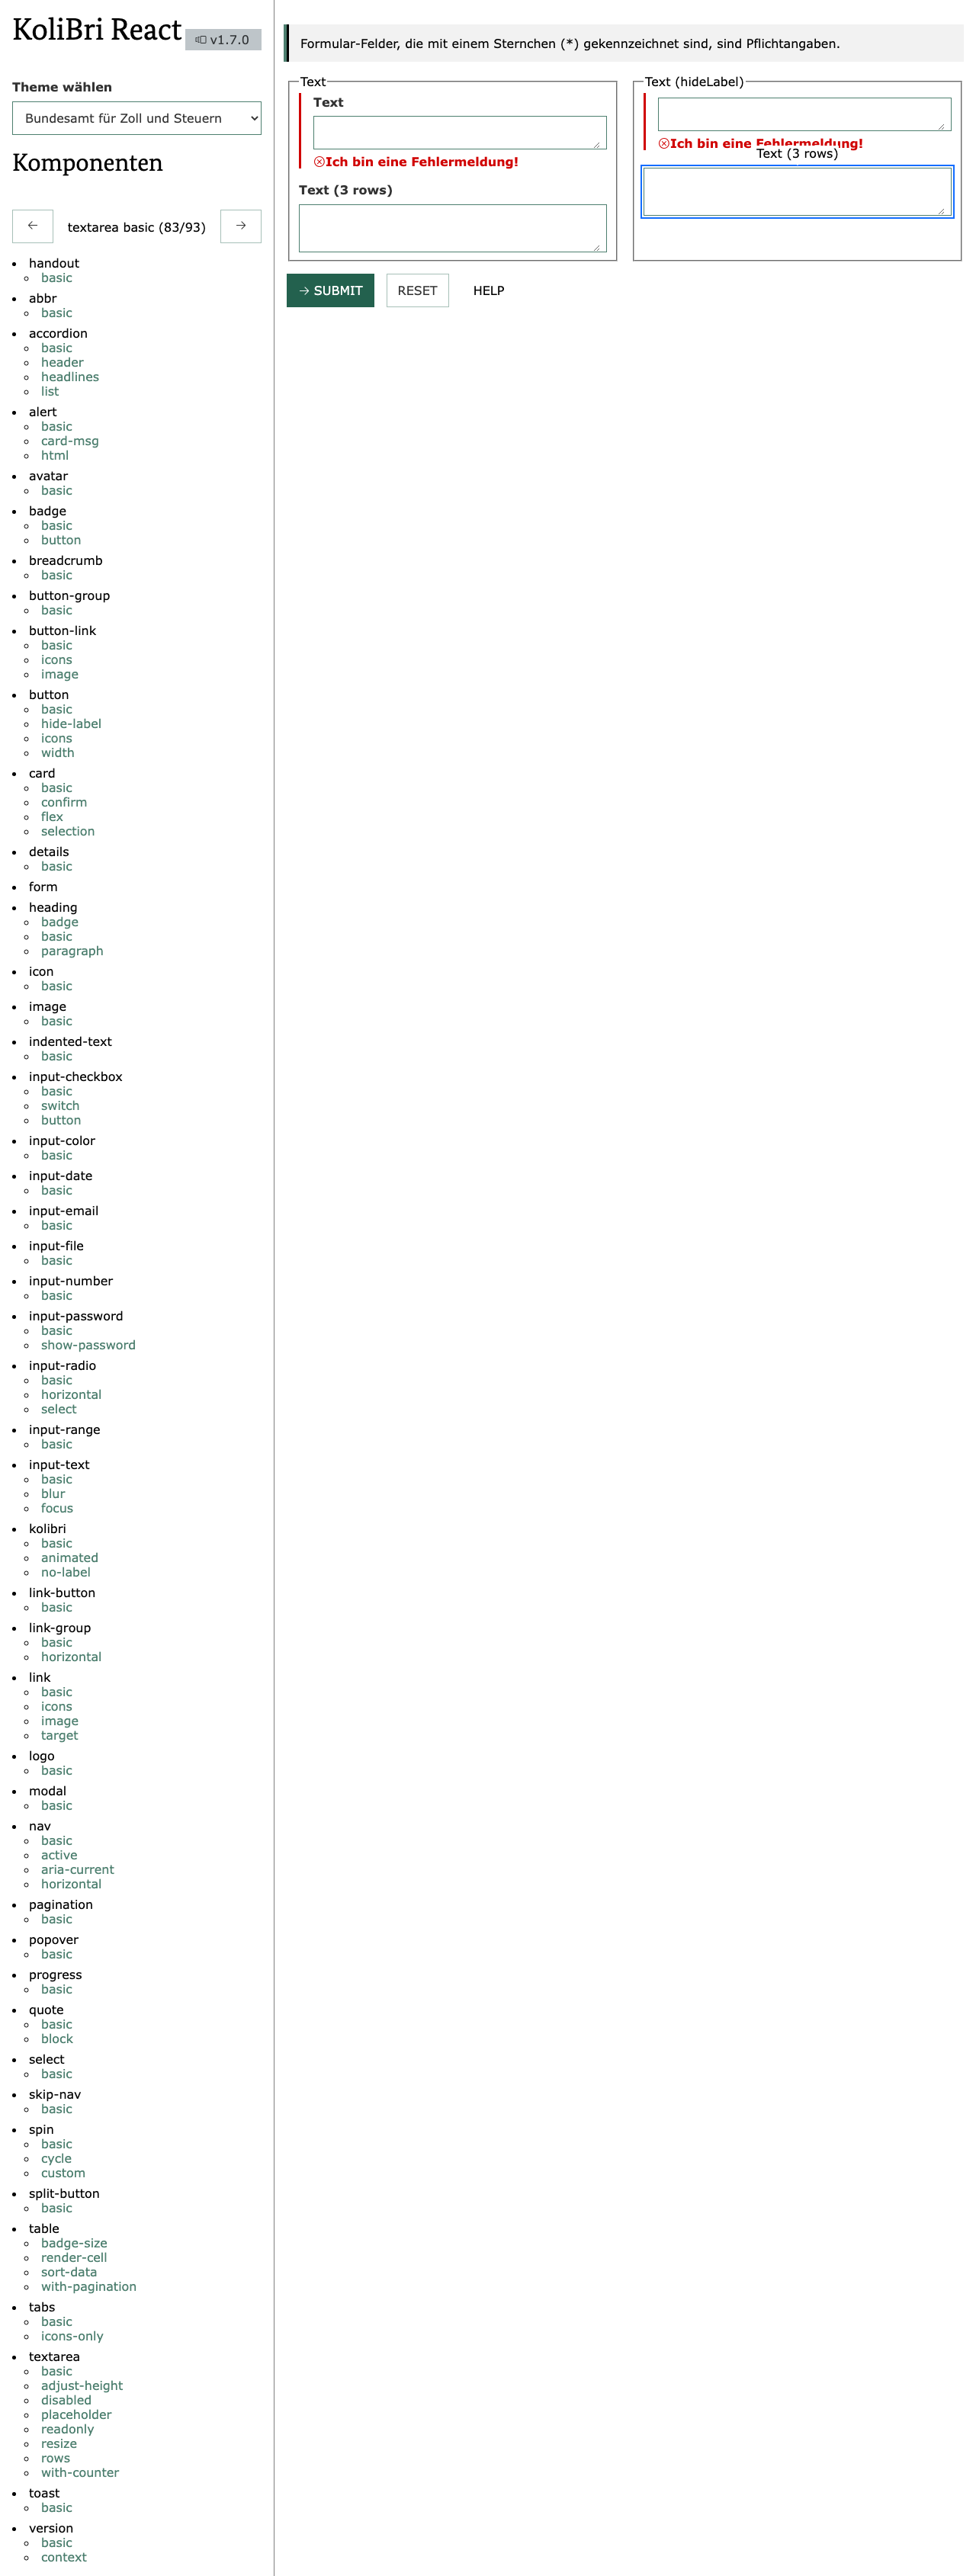 KoliBri React
v1.7.0
Theme wählen
Bundesamt für Zoll und Steuern
Komponenten
textarea basic (83/93)
handout
basic
abbr
basic
accordion
basic
header
headlines
list
alert
basic
card-msg
html
avatar
basic
badge
basic
button
breadcrumb
basic
button-group
basic
button-link
basic
icons
image
button
basic
hide-label
icons
width
card
basic
confirm
flex
selection
details
basic
form
heading
badge
basic
paragraph
icon
basic
image
basic
indented-text
basic
input-checkbox
basic
switch
button
input-color
basic
input-date
basic
input-email
basic
input-file
basic
input-number
basic
input-password
basic
show-password
input-radio
basic
horizontal
select
input-range
basic
input-text
basic
blur
focus
kolibri
basic
animated
no-label
link-button
basic
link-group
basic
horizontal
link
basic
icons
image
target
logo
basic
modal
basic
nav
basic
active
aria-current
horizontal
pagination
basic
popover
basic
progress
basic
quote
basic
block
select
basic
skip-nav
basic
spin
basic
cycle
custom
split-button
basic
table
badge-size
render-cell
sort-data
with-pagination
tabs
basic
icons-only
textarea
basic
adjust-height
disabled
placeholder
readonly
resize
rows
with-counter
toast
basic
version
basic
context
Formular-Felder, die mit einem Sternchen (*) gekennzeichnet sind, sind Pflichtangaben.
Text
Text
Ich bin eine Fehlermeldung!
Text (3 rows)
Text (hideLabel)
Ich bin eine Fehlermeldung!
Text (3 rows)
→ SUBMIT
RESET
HELP